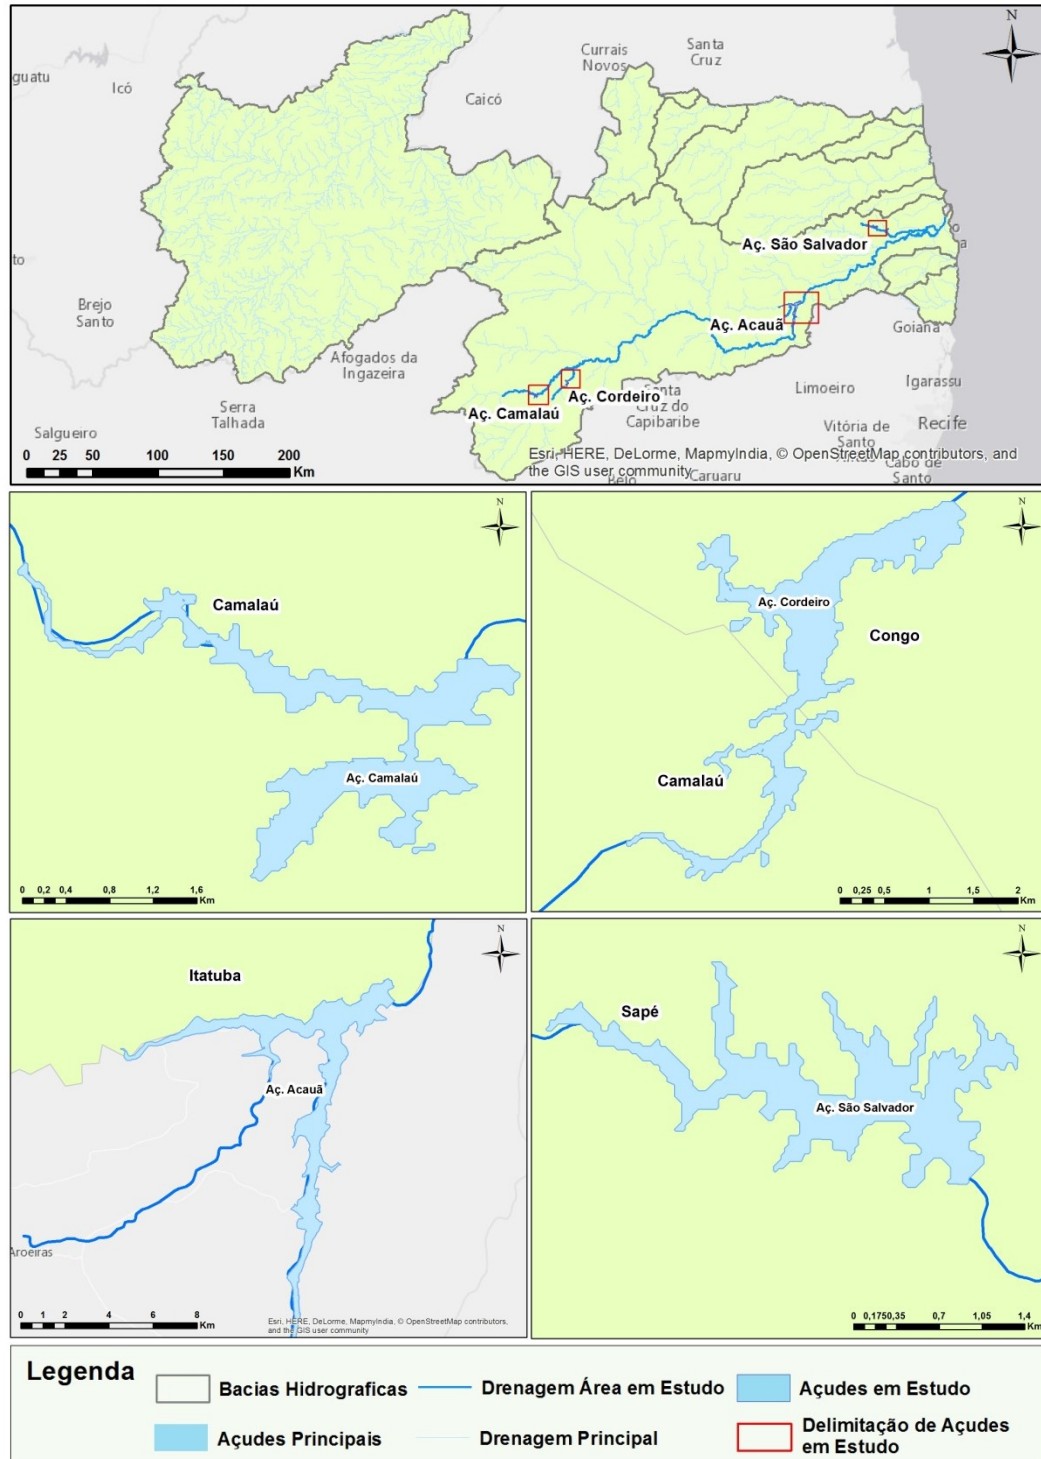 N
guatu
Icó
Caicó
Currais
Novos
Santa
Cruz
to
Brejo
Santo
Salgueiro
Serra
Talhada
Afogados da
Ingazeira
Aç. São Salvador
Aç. Acauã
Aç. Camalaú
Aç. Cordeiro
Santa
Cruz do
Capibaribe
Limoeiro
Goiana
Igarassu
Vitória de
Santo
Recife
Cabo de
Santo
Caruaru
0 25 50 100 150 200
Km
Esri, HERE, DeLorme, MapmyIndia, © OpenStreetMap contributors, and
the GIS user community
N
Camalaú
Aç. Camalaú
0 0,2 0,4 0,8 1,2 1,6
Km
N
Aç. Cordeiro
Congo
Camalaú
0 0,25 0,5 1 1,5 2
Km
N
Itatuba
Aç. Acauã
Aroeiras
0 1 2 4 6 8
Km
Esri, HERE, DeLorme, MapmyIndia, © OpenStreetMap contributors,
and the GIS user community
N
Sapé
Aç. São Salvador
0 0,1750,35 0,7 1,05 1,4
Km
Legenda
Bacias Hidrograficas
Drenagem Área em Estudo
Açudes em Estudo
Açudes Principais
Drenagem Principal
Delimitação de Açudes
em Estudo